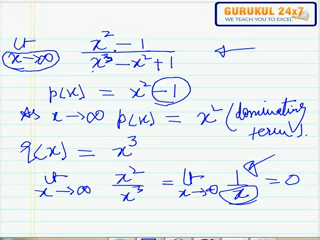 GURUKUL 24x7
WE TEACH YOU TO EXCEL
lt x→∞ x² - 1 / x³ - x² + 1 ←
p(x) = x² - 1
As x→∞ p(x) = x² (dominating terms).
q(x) = x³
lt x→∞ x² / x³ = lt x→∞ 1 / x = 0